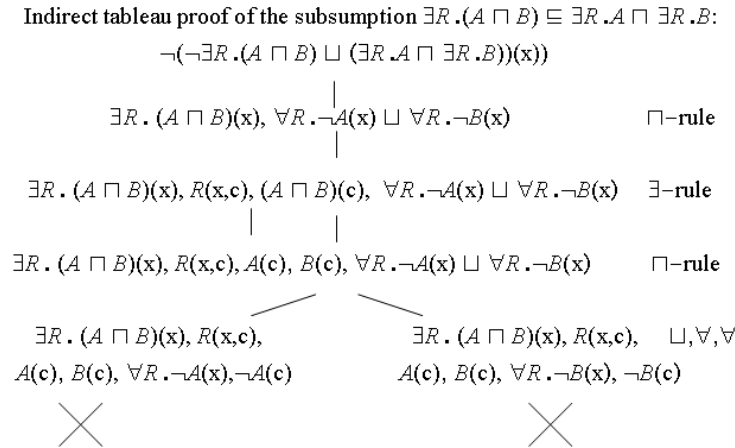 Indirect tableau proof of the subsumption ∃R.(A ⊓ B) ⊑ ∃R.A ⊓ ∃R.B:
¬(¬∃R.(A ⊓ B) ⊔ (∃R.A ⊓ ∃R.B))(x))
∃R. (A ⊓ B)(x), ∀R.¬A(x) ⊔ ∀R.¬B(x) ⊓–rule
∃R. (A ⊓ B)(x), R(x,c), (A ⊓ B)(c), ∀R.¬A(x) ⊔ ∀R.¬B(x) ∃–rule
∃R. (A ⊓ B)(x), R(x,c), A(c), B(c), ∀R.¬A(x) ⊔ ∀R.¬B(x) ⊓–rule
∃R. (A ⊓ B)(x), R(x,c),
A(c), B(c), ∀R.¬A(x),¬A(c)
∃R. (A ⊓ B)(x), R(x,c), ⊔,∀,∀
A(c), B(c), ∀R.¬B(x), ¬B(c)